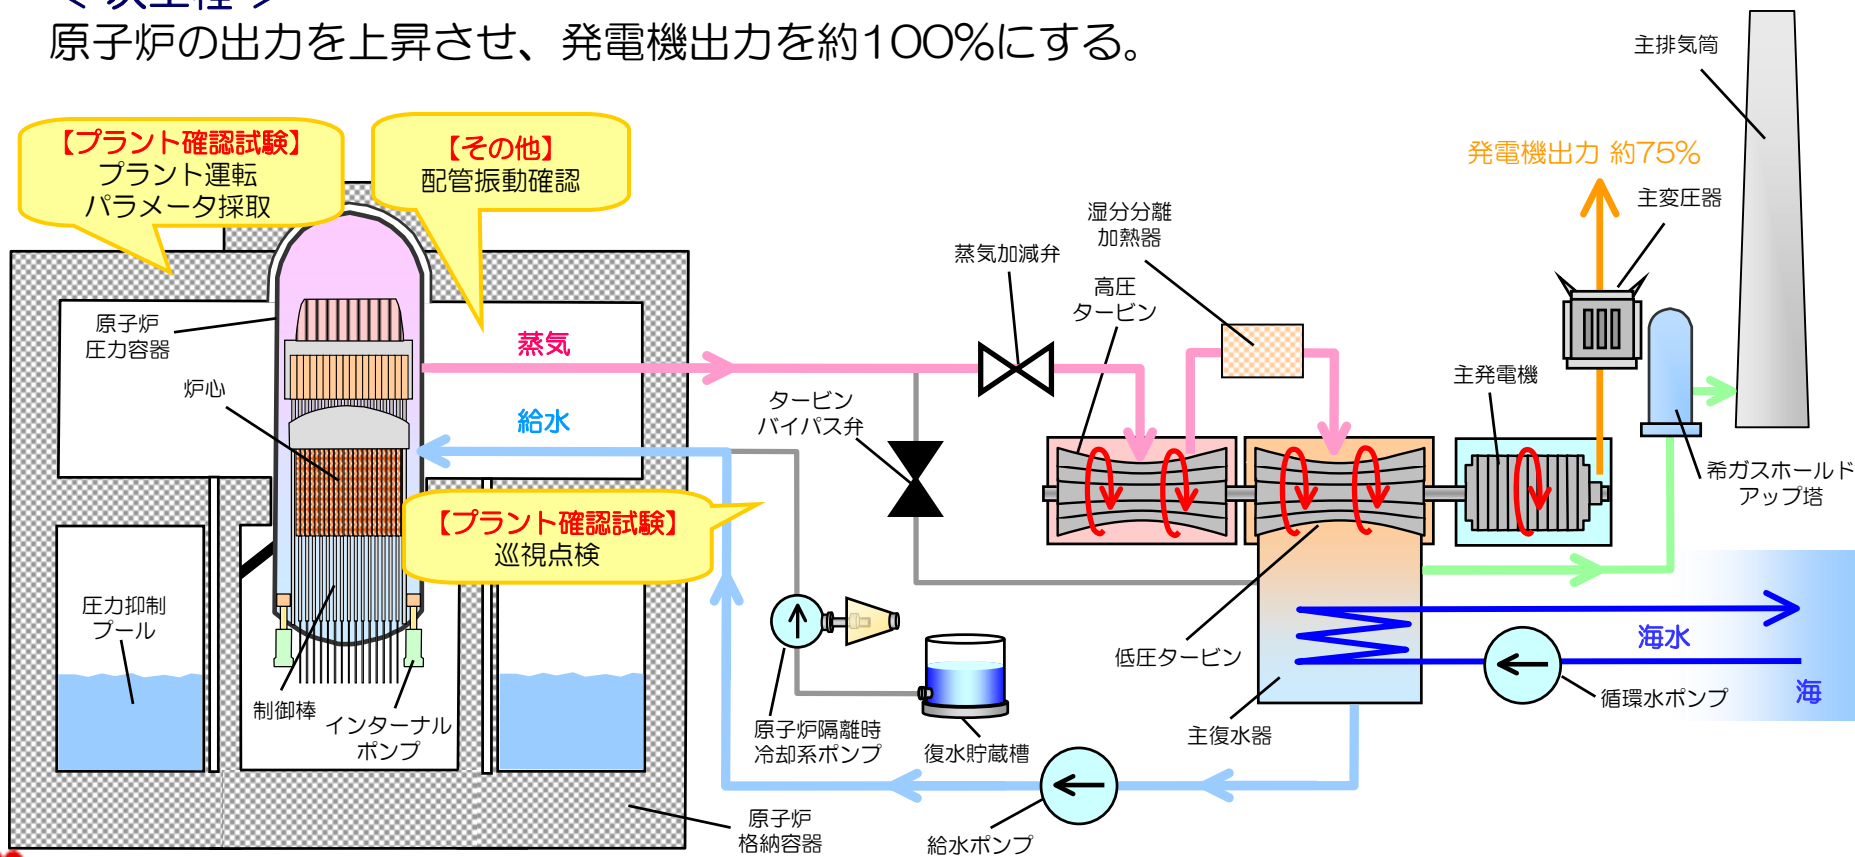 ＜ 次工程 ＞
原子炉の出力を上昇させ、発電機出力を約100%にする。
主排気筒
【プラント確認試験】
プラント運転
パラメータ採取
【その他】
配管振動確認
発電機出力 約75%
主変圧器
湿分分離
加熱器
蒸気加減弁
高圧
タービン
原子炉
圧力容器
蒸気
炉心
主発電機
タービン
バイパス弁
給水
希ガスホールド
アップ塔
【プラント確認試験】
巡視点検
圧力抑制
プール
海水
低圧タービン
海
循環水ポンプ
制御棒
インターナル
ポンプ
原子炉隔離時
冷却系ポンプ
復水貯蔵槽
主復水器
原子炉
格納容器
給水ポンプ